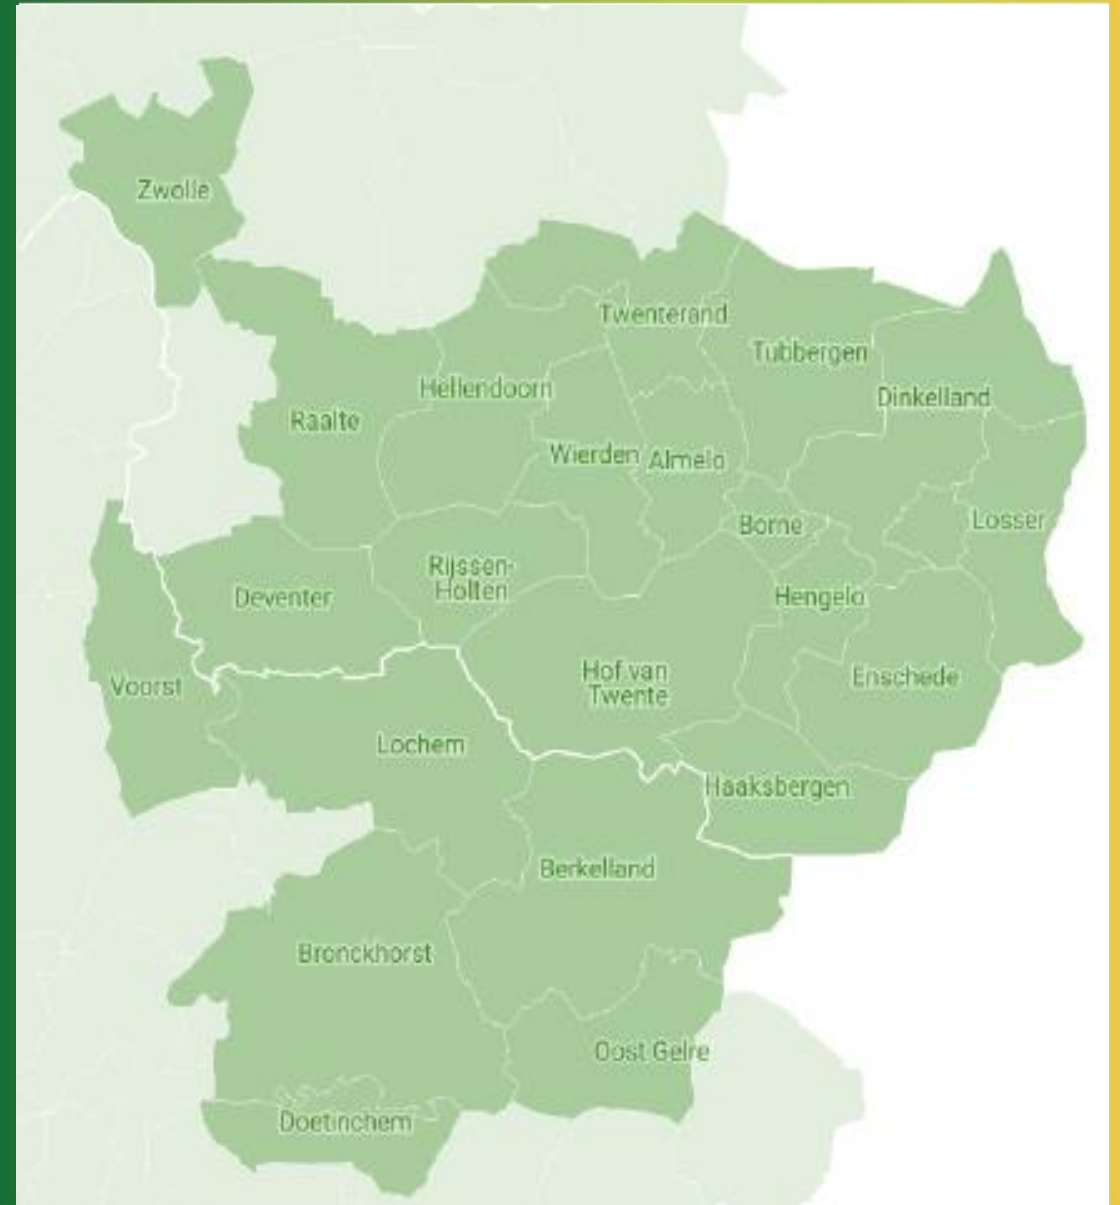 Zwolle
Twenterand
Tubbergen
Hellendoorn
Dinkelland
Raalte
Wierden
Almelo
Borne
Losser
Rijssen-
Holten
Deventer
Hengelo
Hof van
Twente
Enschede
Voorst
Lochem
Haaksbergen
Berkelland
Bronckhorst
Oost Gelre
Doetinchem